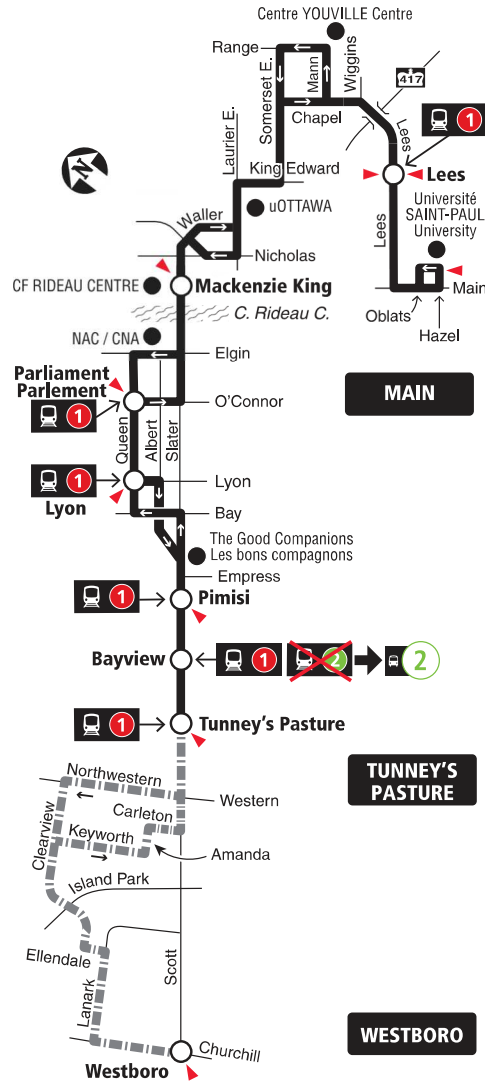 Centre YOUVILLE Centre
Range
Somerset E.
Mann
Wiggins
417
Chapel
Lees
1
Lees
Laurier E.
King Edward
uOTTAWA
Waller
Nicholas
Université
SAINT-PAUL
University
Lees
Main
Oblats
Hazel
N
CF RIDEAU CENTRE
Mackenzie King
C. Rideau C.
NAC / CNA
Elgin
Parliament
Parlement
1
O'Connor
MAIN
Queen
Albert
Slater
1
Lyon
Lyon
Bay
The Good Companions
Les bons compagnons
Empress
1
Pimisi
Bayview
1
2
2
1
Tunney's Pasture
Northwestern
Western
TUNNEY'S
PASTURE
Carleton
Clearview
Keyworth
Amanda
Island Park
Ellendale
Scott
Lanark
WESTBORO
Churchill
Westboro